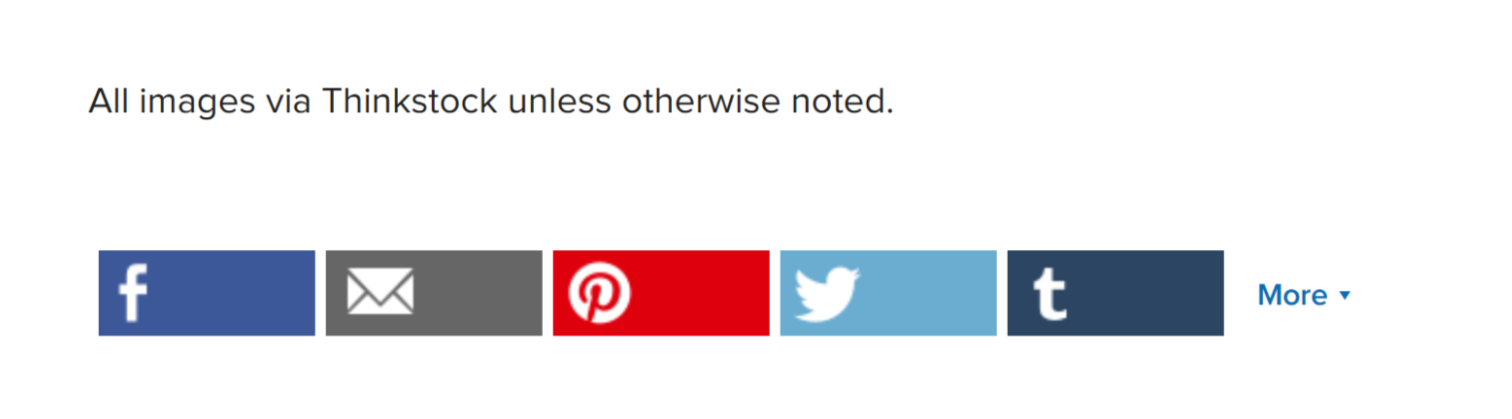 All images via Thinkstock unless otherwise noted.
More